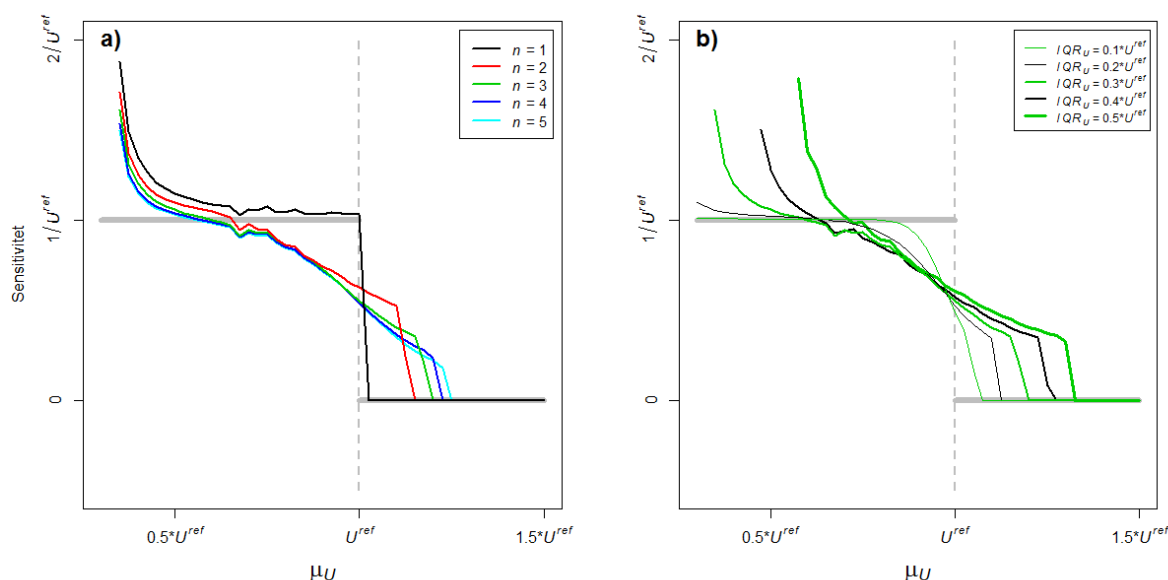 a)
n = 1
n = 2
n = 3
n = 4
n = 5
Sensitivitet
2/U^ref
1/U^ref
0
0.5*U^ref
U^ref
1.5*U^ref
μ_U
b)
IQR_U = 0.1*U^ref
IQR_U = 0.2*U^ref
IQR_U = 0.3*U^ref
IQR_U = 0.4*U^ref
IQR_U = 0.5*U^ref
2/U^ref
1/U^ref
0
0.5*U^ref
U^ref
1.5*U^ref
μ_U